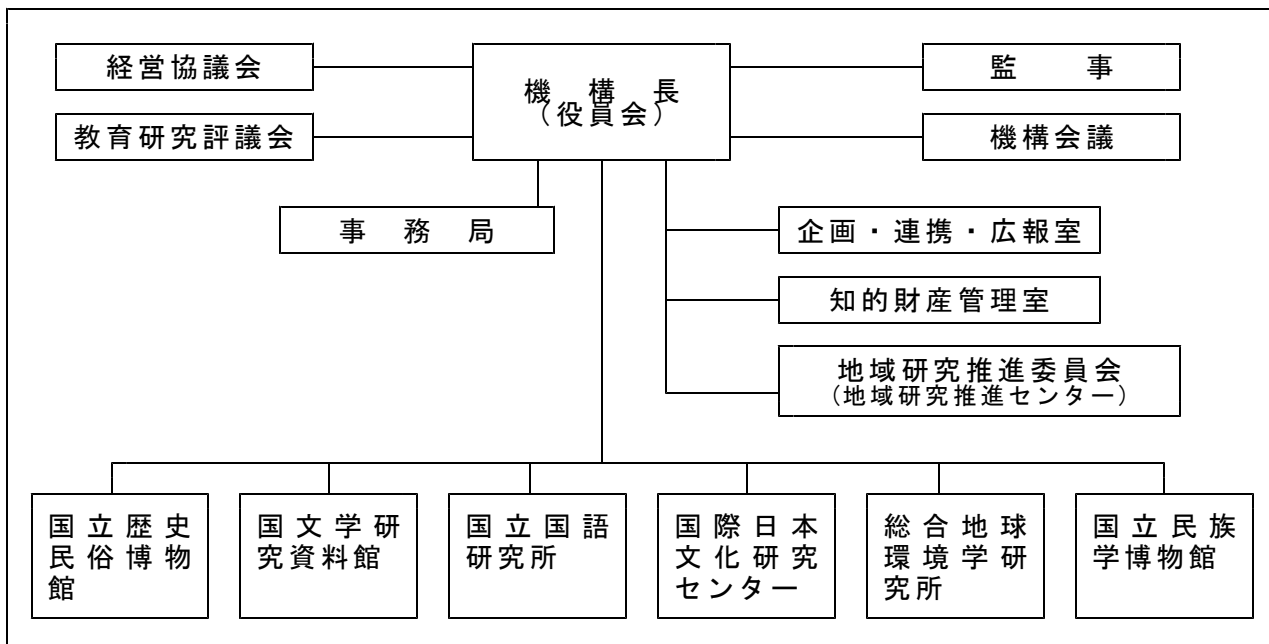 経営協議会
機構長
(役員会)
監事
教育研究評議会
機構会議
事務局
企画・連携・広報室
知的財産管理室
地域研究推進委員会
(地域研究推進センター)
国立歴史
民俗博物
館
国文学研
究資料館
国立国語
研究所
国際日本
文化研究
センター
総合地球
環境学研
究所
国立民族
学博物館